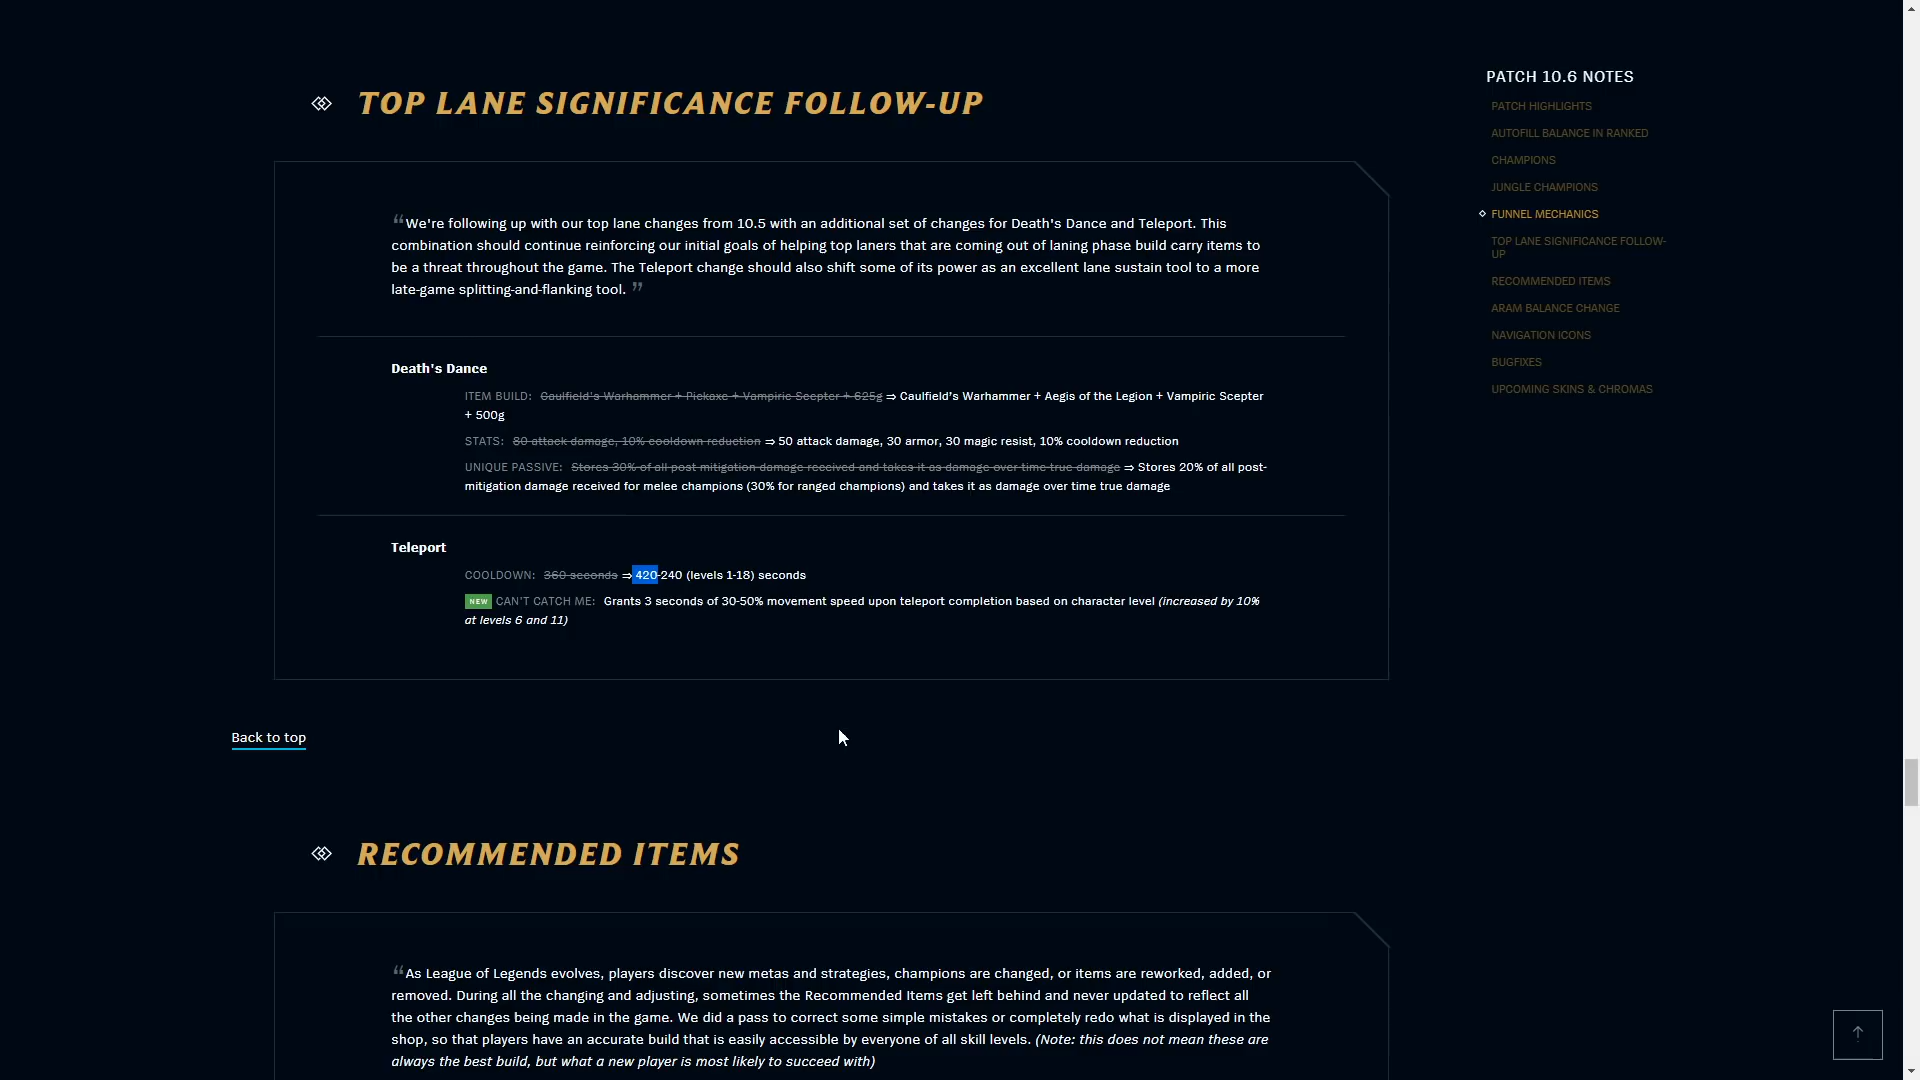 TOP LANE SIGNIFICANCE FOLLOW-UP
“We're following up with our top lane changes from 10.5 with an additional set of changes for Death's Dance and Teleport. This
combination should continue reinforcing our initial goals of helping top laners that are coming out of laning phase build carry items to
be a threat throughout the game. The Teleport change should also shift some of its power as an excellent lane sustain tool to a more
late-game splitting-and-flanking tool. ”
Death's Dance
ITEM BUILD: Caulfield's Warhammer + Pickaxe + Vampiric Scepter + 625g ⇒ Caulfield’s Warhammer + Aegis of the Legion + Vampiric Scepter
+ 500g
STATS: 80 attack damage, 10% cooldown reduction ⇒ 50 attack damage, 30 armor, 30 magic resist, 10% cooldown reduction
UNIQUE PASSIVE: Stores 30% of all post mitigation damage received and takes it as damage over time true damage ⇒ Stores 20% of all post-
mitigation damage received for melee champions (30% for ranged champions) and takes it as damage over time true damage
Teleport
COOLDOWN: 360 seconds ⇒ 420-240 (levels 1-18) seconds
NEW CAN'T CATCH ME: Grants 3 seconds of 30-50% movement speed upon teleport completion based on character level (increased by 10%
at levels 6 and 11)
Back to top
RECOMMENDED ITEMS
“As League of Legends evolves, players discover new metas and strategies, champions are changed, or items are reworked, added, or
removed. During all the changing and adjusting, sometimes the Recommended Items get left behind and never updated to reflect all
the other changes being made in the game. We did a pass to correct some simple mistakes or completely redo what is displayed in the
shop, so that players have an accurate build that is easily accessible by everyone of all skill levels. (Note: this does not mean these are
always the best build, but what a new player is most likely to succeed with)
PATCH 10.6 NOTES
PATCH HIGHLIGHTS
AUTOFILL BALANCE IN RANKED
CHAMPIONS
JUNGLE CHAMPIONS
FUNNEL MECHANICS
TOP LANE SIGNIFICANCE FOLLOW-
UP
RECOMMENDED ITEMS
ARAM BALANCE CHANGE
NAVIGATION ICONS
BUGFIXES
UPCOMING SKINS & CHROMAS